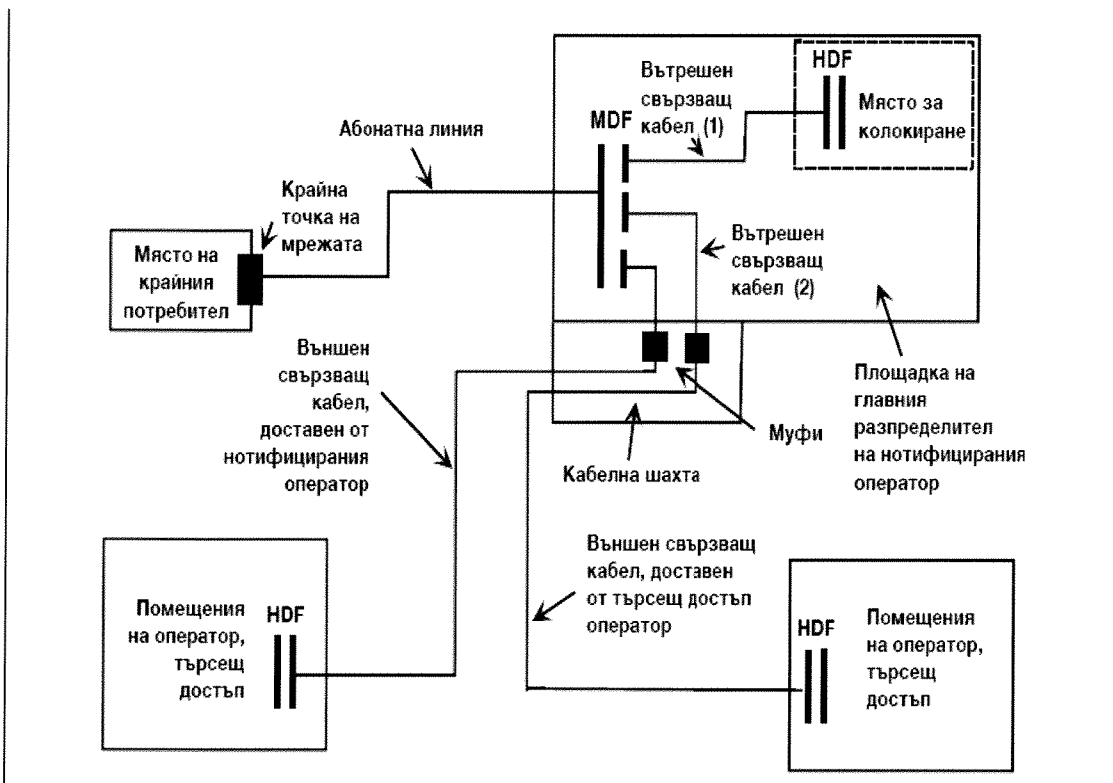 HDF
Вътрешен
свързващ
кабел (1)
Място за
колокиране
MDF
Абонатна линия
Крайна
точка на
мрежата
Място на
крайния
потребител
Вътрешен
свързващ
кабел (2)
Външен
свързващ
кабел,
доставен от
нотифицирания
оператор
Площадка на
главния
разпределител
на нотифицирания
оператор
Муфи
Кабелна шахта
Външен свързващ
кабел, доставен
от търсещ достъп
оператор
Помещения
на оператор,
търсещ
достъп
HDF
HDF
Помещения
на оператор,
търсещ
достъп